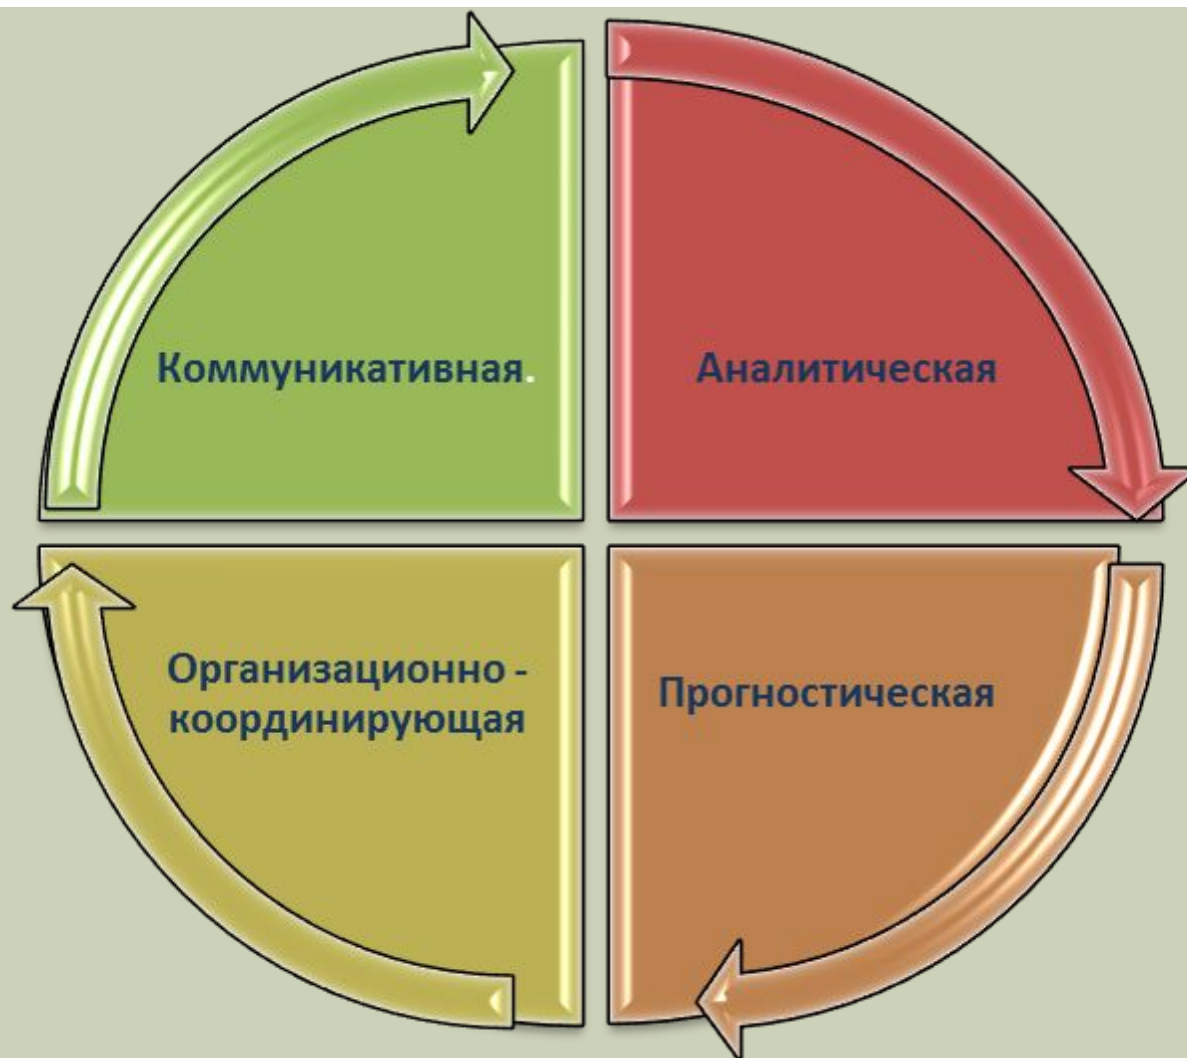 Коммуникативная.
Аналитическая
Организационно -
координирующая
Прогностическая